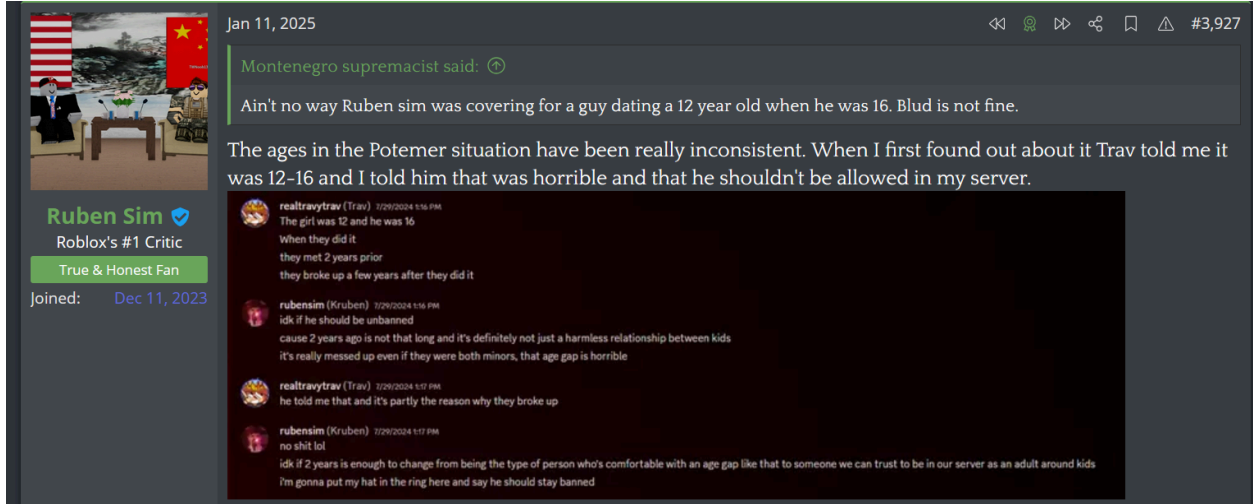 Jan 11, 2025
#3,927
Montenegro supremacist said:
Ain't no way Ruben sim was covering for a guy dating a 12 year old when he was 16. Blud is not fine.
The ages in the Potemer situation have been really inconsistent. When I first found out about it Trav told me it
was 12-16 and I told him that was horrible and that he shouldn't be allowed in my server.
Ruben Sim
Roblox's #1 Critic
True & Honest Fan
Joined: Dec 11, 2023
realtravytrav (Trav) 7/29/2024 1:16 PM
The girl was 12 and he was 16
When they did it
they met 2 years prior
they broke up a few years after they did it
rubensim (Kruben) 7/29/2024 1:16 PM
idk if he should be unbanned
cause 2 years ago is not that long and it's definitely not just a harmless relationship between kids
it's really messed up even if they were both minors, that age gap is horrible
realtravytrav (Trav) 7/29/2024 1:17 PM
he told me that and it's partly the reason why they broke up
rubensim (Kruben) 7/29/2024 1:17 PM
no shit lol
idk if 2 years is enough to change from being the type of person who's comfortable with an age gap like that to someone we can trust to be in our server as an adult around kids
i'm gonna put my hat in the ring here and say he should stay banned